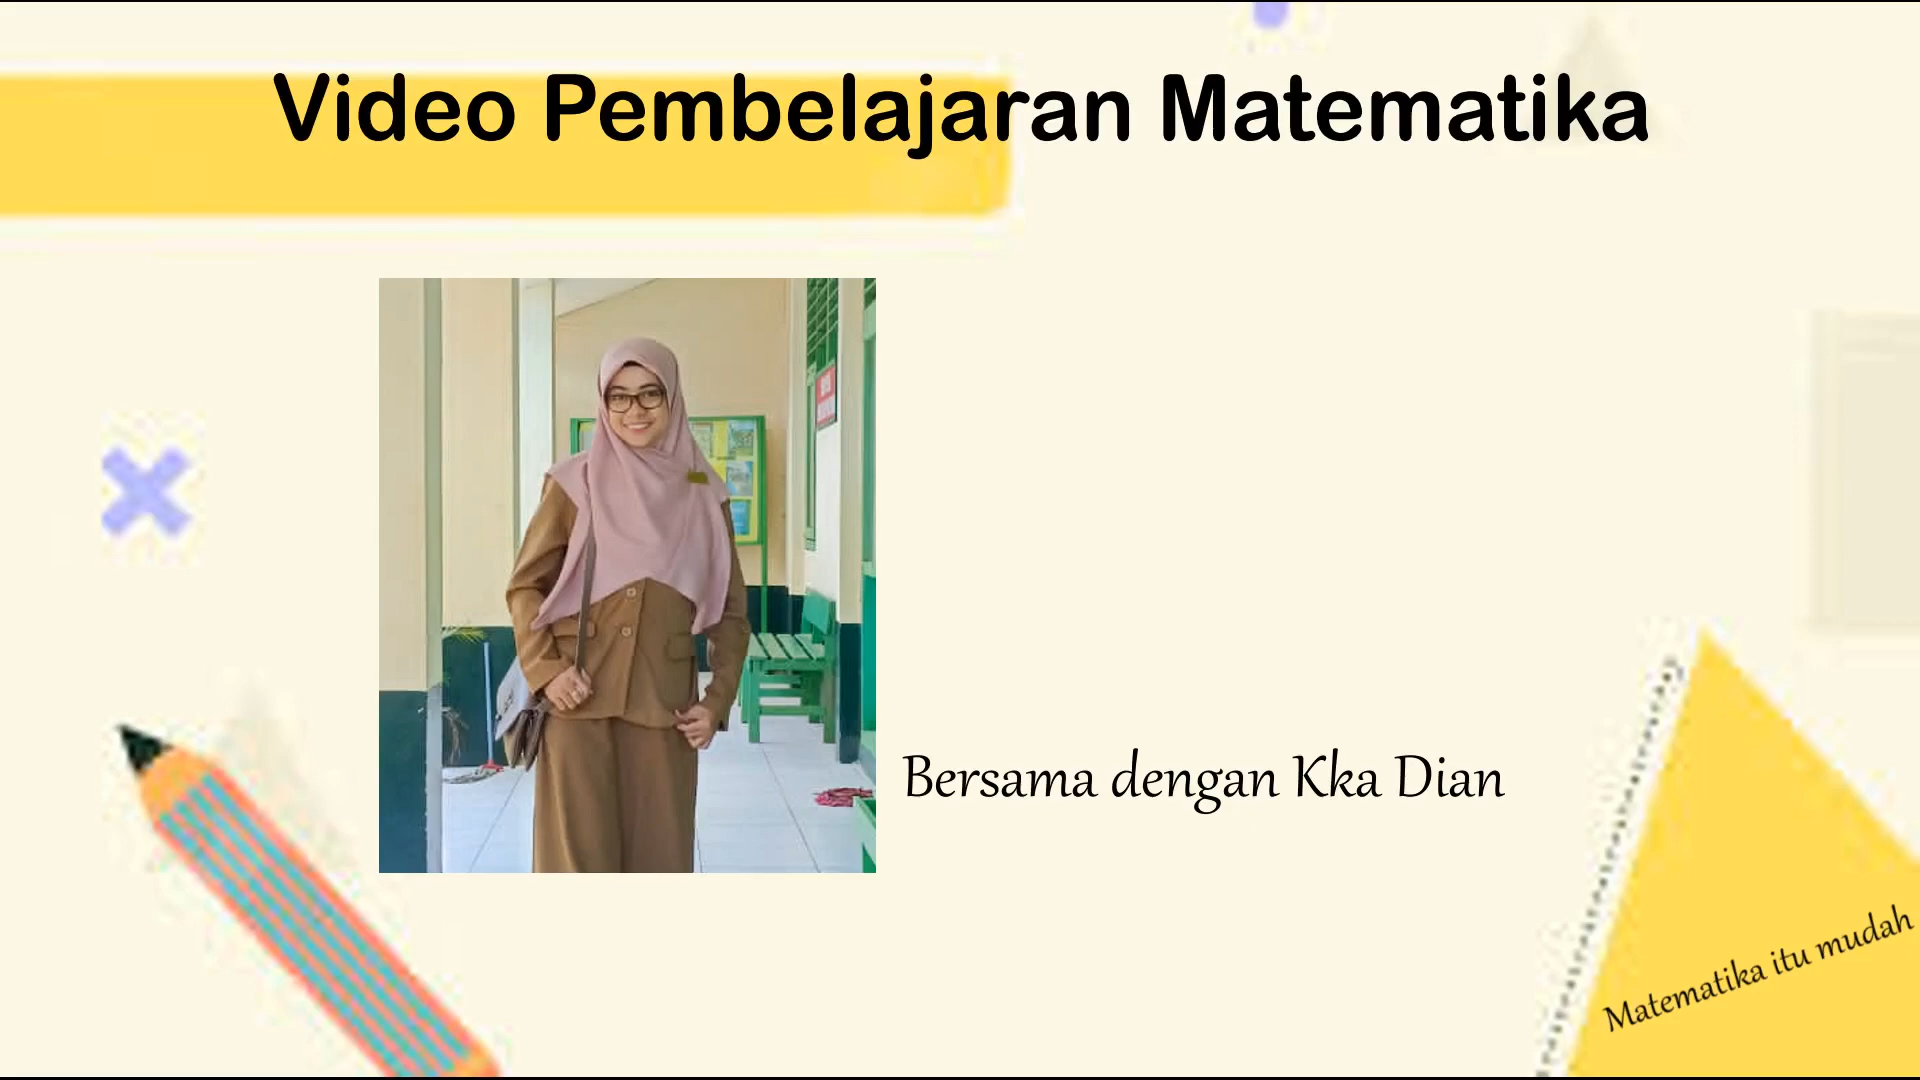 Video Pembelajaran Matematika
Bersama dengan Kka Dian
Matematika itu mudah